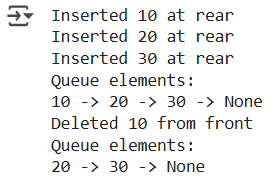 Inserted 10 at rear
Inserted 20 at rear
Inserted 30 at rear
Queue elements:
10 -> 20 -> 30 -> None
Deleted 10 from front
Queue elements:
20 -> 30 -> None